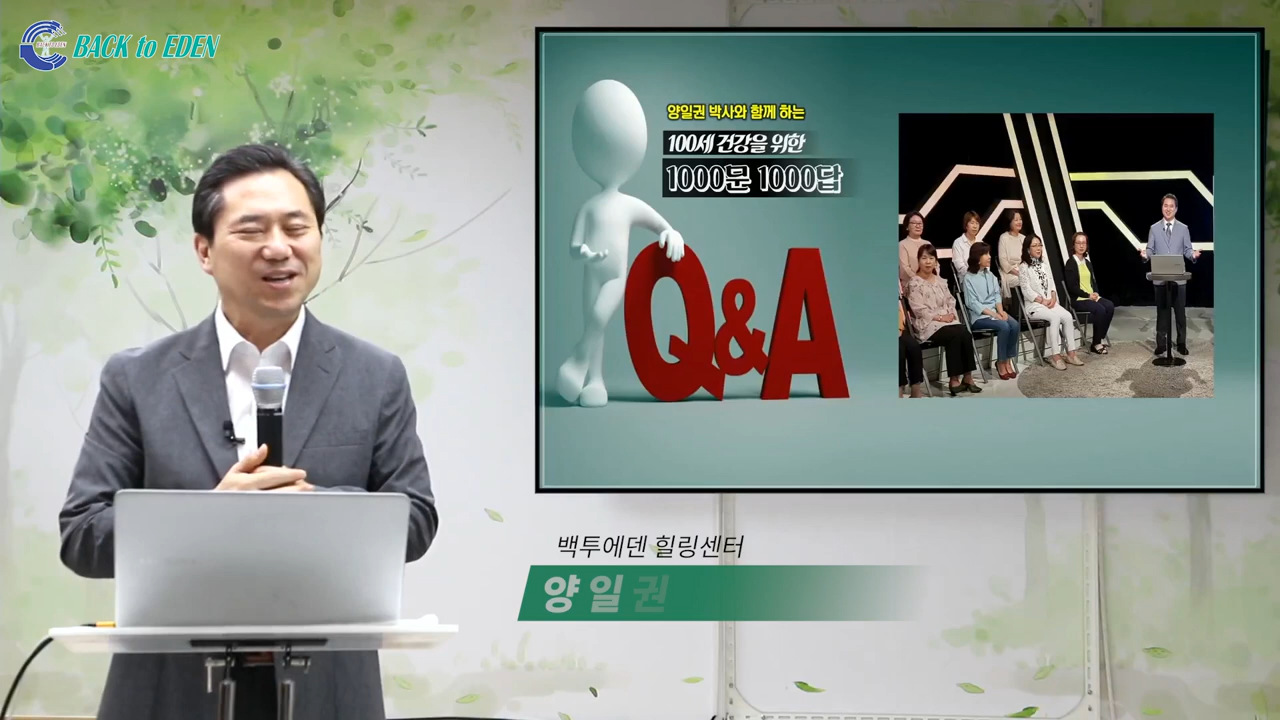 BACK to EDEN
양일권 박사와 함께 하는
100세 건강을 위한
1000문 1000답
Q&A
백투에덴 힐링센터
양일권